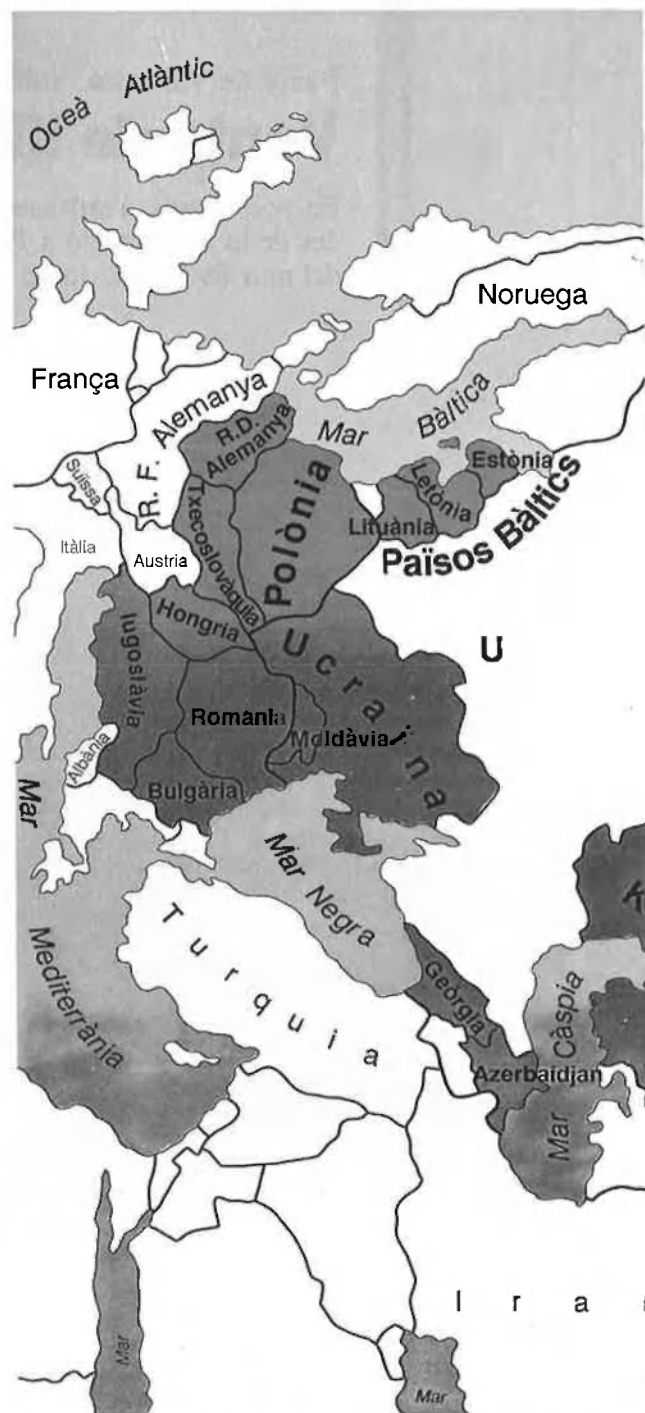 Oceà Atlàntic
Noruega
França
R. F. Alemanya
R.D. Alemanya
Mar Bàltica
Estònia
Letònia
Lituània
Països Bàltics
Suïssa
Itàlia
Austria
Txecoslovàquia
Polònia
Hongria
Ucraïna
U
Iugoslàvia
Romania
Moldàvia
Albània
Bulgària
Mar
Mar Negra
K
Mediterrània
Turquia
Geòrgia
Càspia
Azerbaidjan
Mar
Ira
Mar
Mar